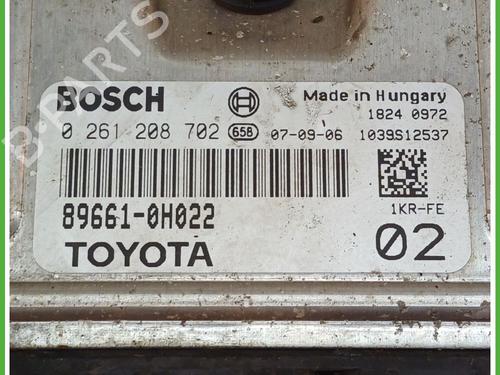 B-PARTS
BOSCH
Made in Hungary
1824 0972
0 261 208 702 658 07-09-06 1039S12537
89661-0H022
1KR-FE
TOYOTA
02